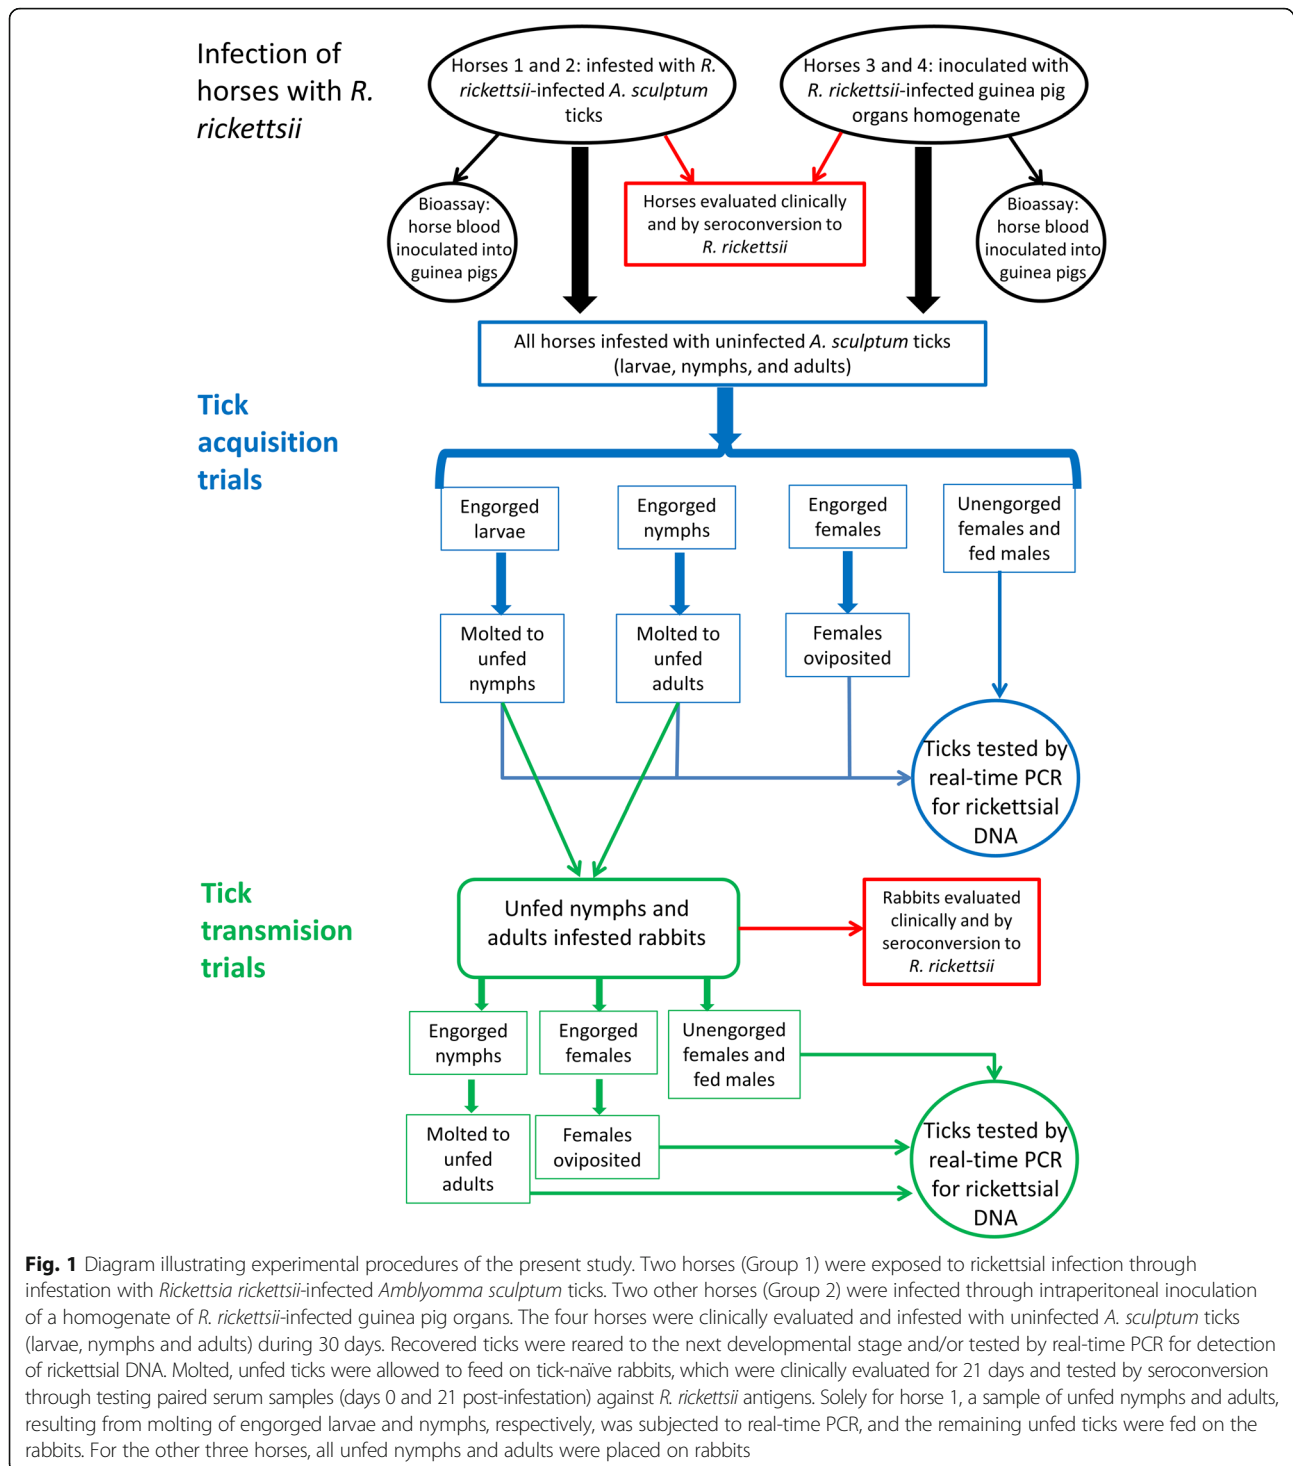 Infection of
horses with R.
rickettsii
Horses 1 and 2: infested with R.
rickettsii-infected A. sculptum
ticks
Horses 3 and 4: inoculated with
R. rickettsii-infected guinea pig
organs homogenate
Bioassay:
horse blood
inoculated into
guinea pigs
Horses evaluated clinically
and by seroconversion to
R. rickettsii
Bioassay:
horse blood
inoculated into
guinea pigs
All horses infested with uninfected A. sculptum ticks
(larvae, nymphs, and adults)
Tick
acquisition
trials
Engorged
larvae
Engorged
nymphs
Engorged
females
Unengorged
females and
fed males
Molted to
unfed
nymphs
Molted to
unfed
adults
Females
oviposited
Ticks tested by
real-time PCR
for rickettsial
DNA
Tick
transmision
trials
Unfed nymphs and
adults infested rabbits
Rabbits evaluated
clinically and by
seroconversion to
R. rickettsii
Engorged
nymphs
Engorged
females
Unengorged
females and
fed males
Molted to
unfed
adults
Females
oviposited
Ticks tested by
real-time PCR
for rickettsial
DNA
Fig. 1 Diagram illustrating experimental procedures of the present study. Two horses (Group 1) were exposed to rickettsial infection through
infestation with Rickettsia rickettsii-infected Amblyomma sculptum ticks. Two other horses (Group 2) were infected through intraperitoneal inoculation
of a homogenate of R. rickettsii-infected guinea pig organs. The four horses were clinically evaluated and infested with uninfected A. sculptum ticks
(larvae, nymphs and adults) during 30 days. Recovered ticks were reared to the next developmental stage and/or tested by real-time PCR for detection
of rickettsial DNA. Molted, unfed ticks were allowed to feed on tick-naïve rabbits, which were clinically evaluated for 21 days and tested by seroconversion
through testing paired serum samples (days 0 and 21 post-infestation) against R. rickettsii antigens. Solely for horse 1, a sample of unfed nymphs and adults,
resulting from molting of engorged larvae and nymphs, respectively, was subjected to real-time PCR, and the remaining unfed ticks were fed on the
rabbits. For the other three horses, all unfed nymphs and adults were placed on rabbits